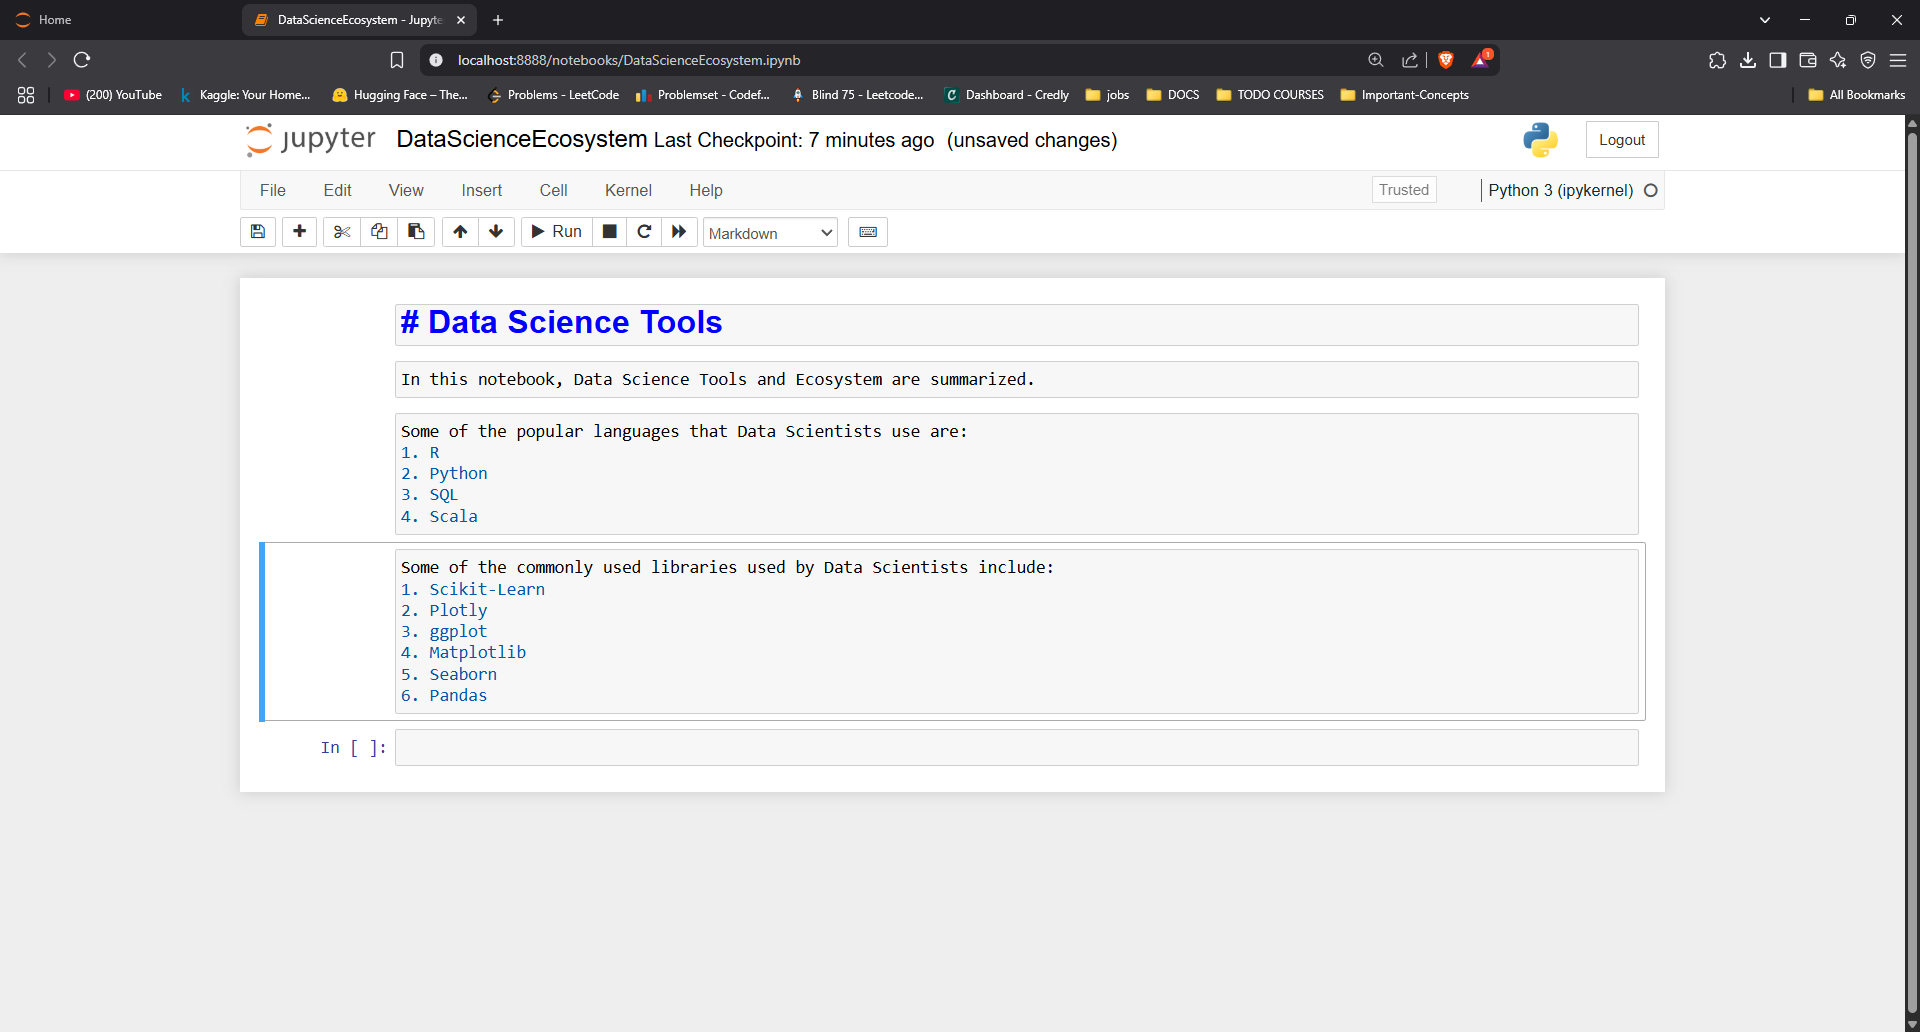 Home
DataScienceEcosystem - Jupyte
localhost:8888/notebooks/DataScienceEcosystem.ipynb
1
(200) YouTube
Kaggle: Your Home...
Hugging Face – The...
Problems - LeetCode
Problemset - Codef...
Blind 75 - Leetcode...
Dashboard - Credly
jobs
DOCS
TODO COURSES
Important-Concepts
All Bookmarks
jupyter DataScienceEcosystem Last Checkpoint: 7 minutes ago (unsaved changes)
Logout
File Edit View Insert Cell Kernel Help
Trusted
Python 3 (ipykernel)
Run
Markdown
# Data Science Tools
In this notebook, Data Science Tools and Ecosystem are summarized.
Some of the popular languages that Data Scientists use are:
1. R
2. Python
3. SQL
4. Scala
Some of the commonly used libraries used by Data Scientists include:
1. Scikit-Learn
2. Plotly
3. ggplot
4. Matplotlib
5. Seaborn
6. Pandas
In [ ]: